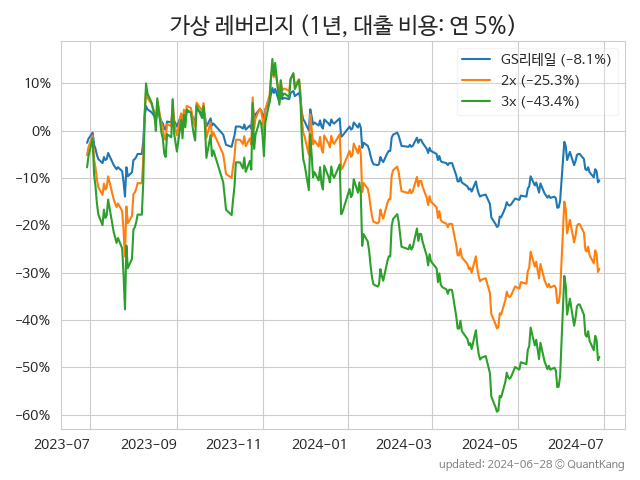 가상 레버리지 (1년, 대출 비용: 연 5%)
GS리테일 (−8.1%)
2x (−25.3%)
3x (−43.4%)
10%
0%
−10%
−20%
−30%
−40%
−50%
−60%
2023-07 2023-09 2023-11 2024-01 2024-03 2024-05 2024-07
updated: 2024-06-28 © QuantKang